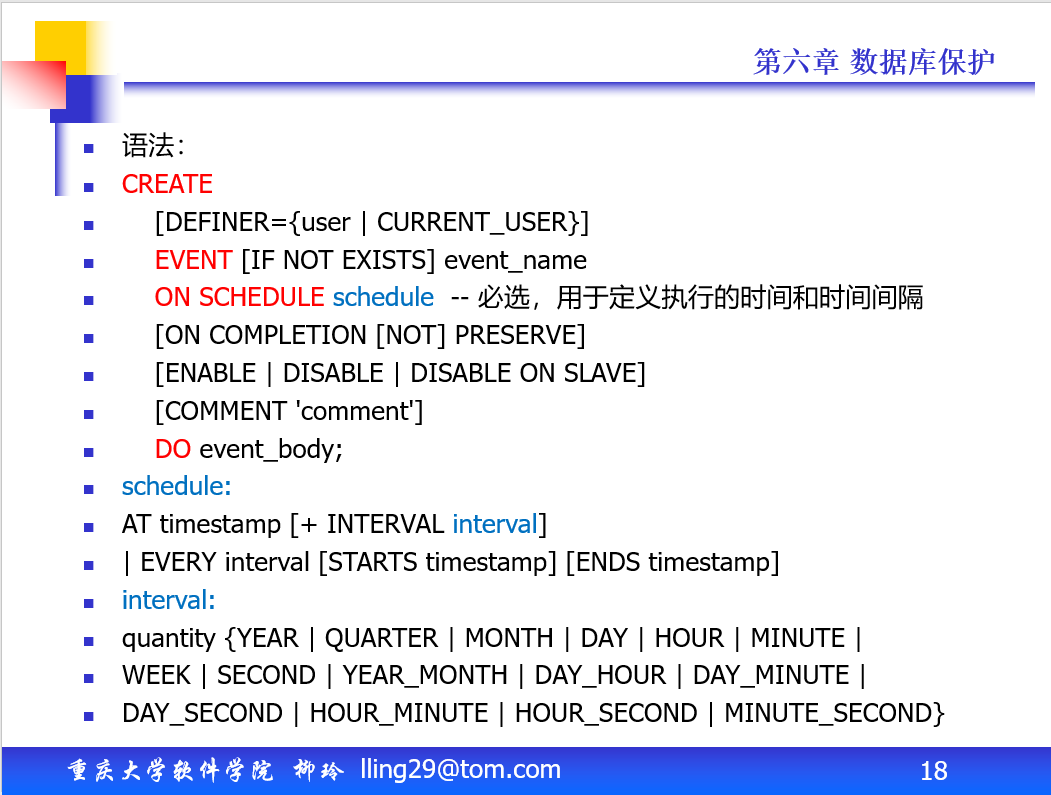 第六章 数据库保护
语法：
CREATE
[DEFINER={user | CURRENT_USER}]
EVENT [IF NOT EXISTS] event_name
ON SCHEDULE schedule -- 必选，用于定义执行的时间和时间间隔
[ON COMPLETION [NOT] PRESERVE]
[ENABLE | DISABLE | DISABLE ON SLAVE]
[COMMENT 'comment']
DO event_body;
schedule:
AT timestamp [+ INTERVAL interval]
| EVERY interval [STARTS timestamp] [ENDS timestamp]
interval:
quantity {YEAR | QUARTER | MONTH | DAY | HOUR | MINUTE |
WEEK | SECOND | YEAR_MONTH | DAY_HOUR | DAY_MINUTE |
DAY_SECOND | HOUR_MINUTE | HOUR_SECOND | MINUTE_SECOND}
重庆大学软件学院 柳玲 lling29@tom.com 18